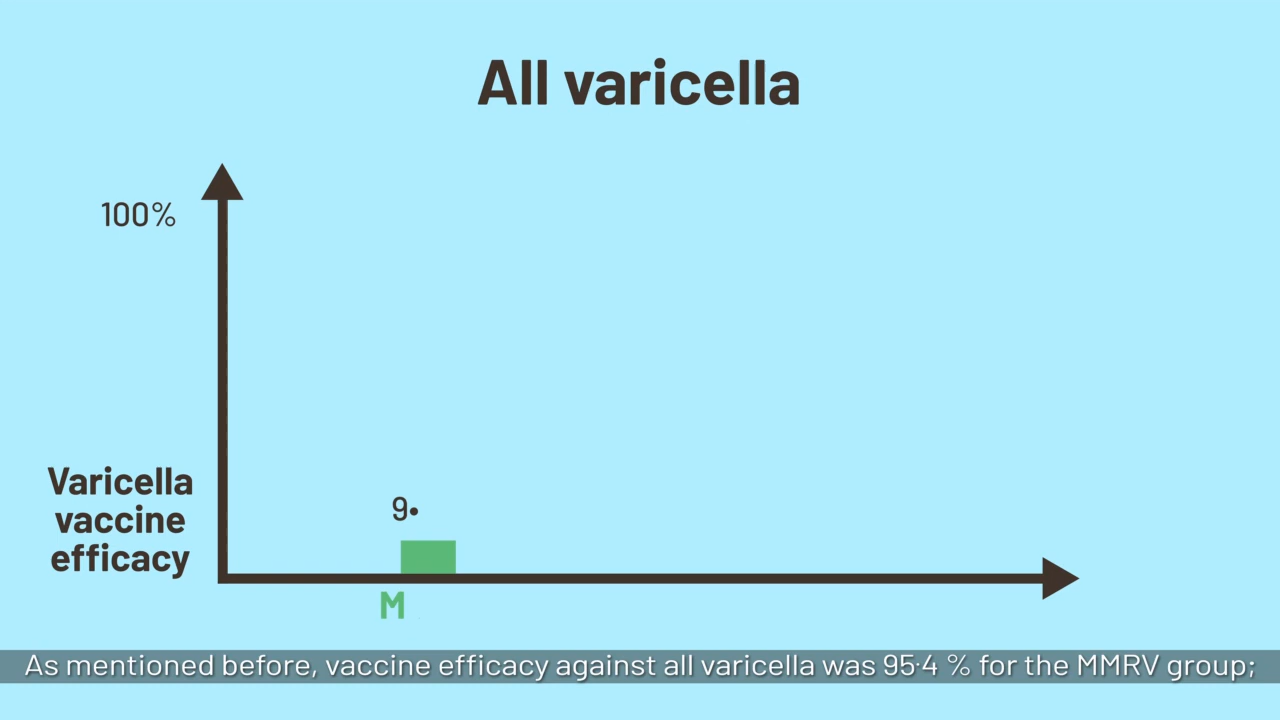 All varicella
100%
Varicella
vaccine
efficacy
9•
M
As mentioned before, vaccine efficacy against all varicella was 95·4 % for the MMRV group;